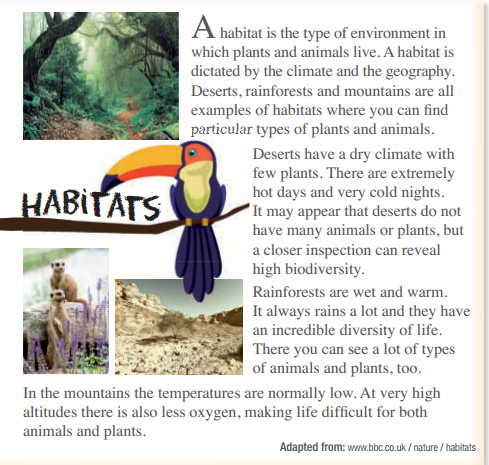 A habitat is the type of environment in
which plants and animals live. A habitat is
dictated by the climate and the geography.
Deserts, rainforests and mountains are all
examples of habitats where you can find
particular types of plants and animals.
HABiTATS
Deserts have a dry climate with
few plants. There are extremely
hot days and very cold nights.
It may appear that deserts do not
have many animals or plants, but
a closer inspection can reveal
high biodiversity.
Rainforests are wet and warm.
It always rains a lot and they have
an incredible diversity of life.
There you can see a lot of types
of animals and plants, too.
In the mountains the temperatures are normally low. At very high
altitudes there is also less oxygen, making life difficult for both
animals and plants.
Adapted from: www.bbc.co.uk / nature / habitats